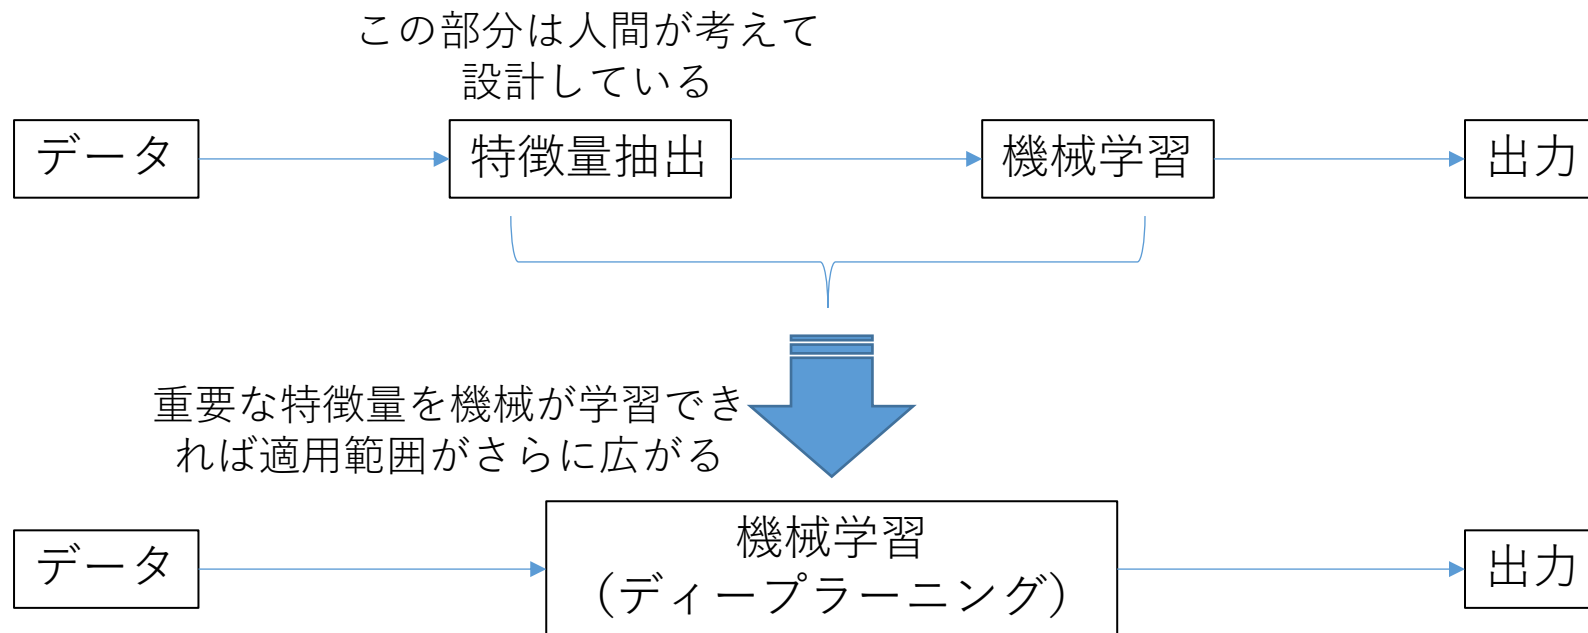 この部分は人間が考えて
設計している
データ
特徴量抽出
機械学習
出力
重要な特徴量を機械が学習でき
れば適用範囲がさらに広がる
データ
機械学習
（ディープラーニング）
出力